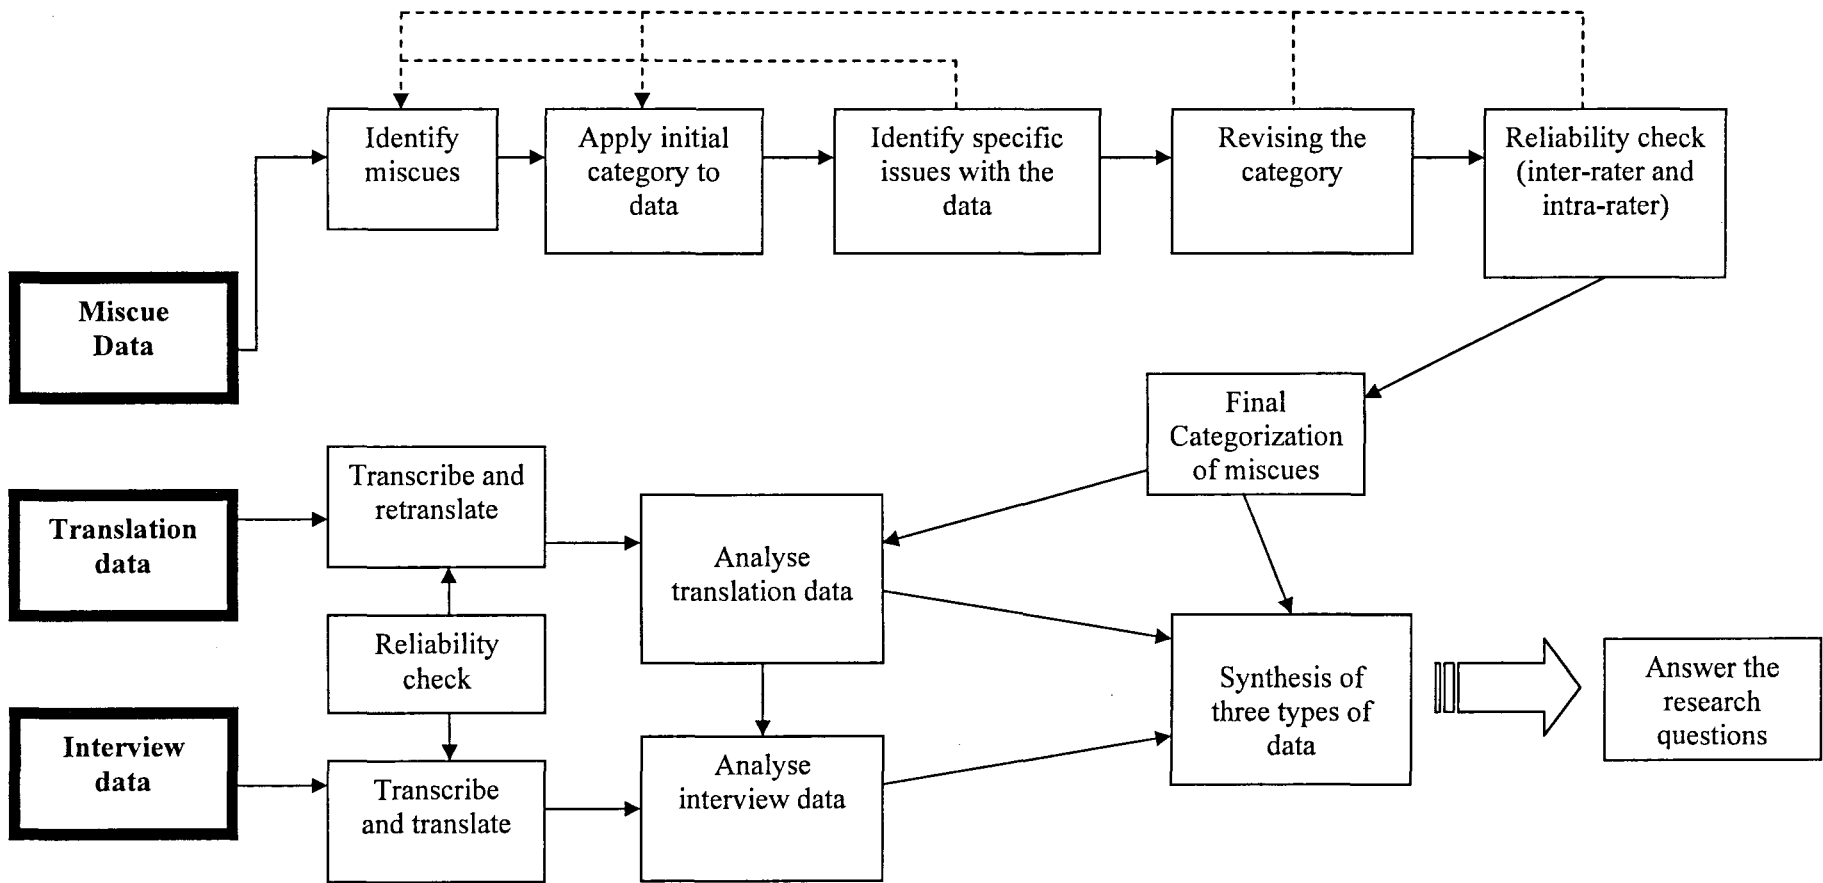 Identify
miscues
Apply initial
category to
data
Identify specific
issues with the
data
Revising the
category
Reliability check
(inter-rater and
intra-rater)
Miscue
Data
Final
Categorization
of miscues
Translation
data
Transcribe and
retranslate
Analyse
translation data
Reliability
check
Synthesis of
three types of
data
Answer the
research
questions
Interview
data
Transcribe
and translate
Analyse
interview data